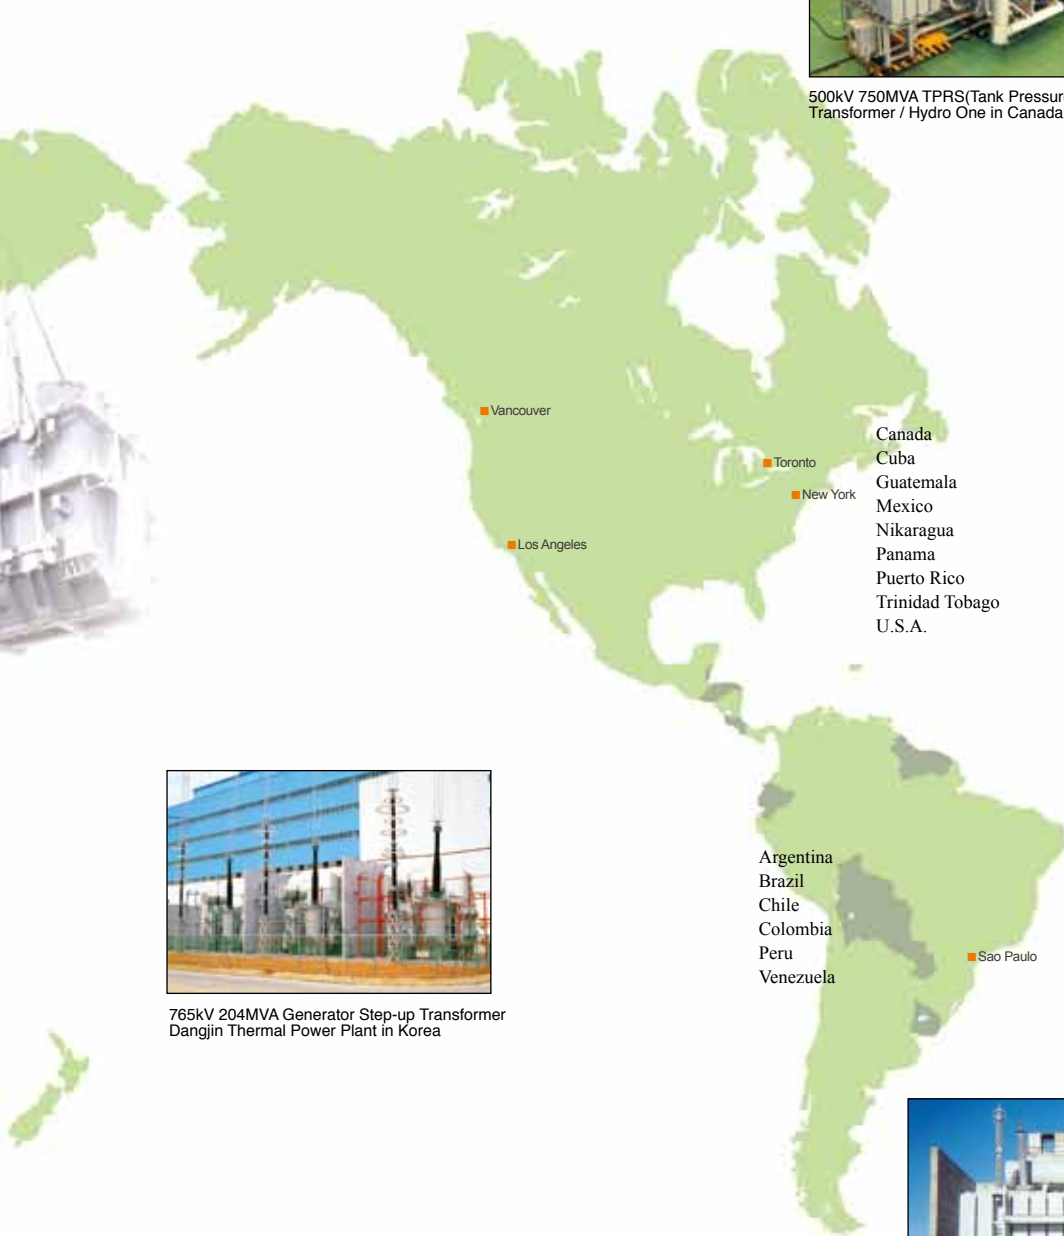 500kV 750MVA TPRS(Tank Pressur
Transformer / Hydro One in Canada
Vancouver
Toronto
New York
Los Angeles
Canada
Cuba
Guatemala
Mexico
Nikaragua
Panama
Puerto Rico
Trinidad Tobago
U.S.A.
765kV 204MVA Generator Step-up Transformer
Dangjin Thermal Power Plant in Korea
Argentina
Brazil
Chile
Colombia
Peru
Venezuela
Sao Paulo